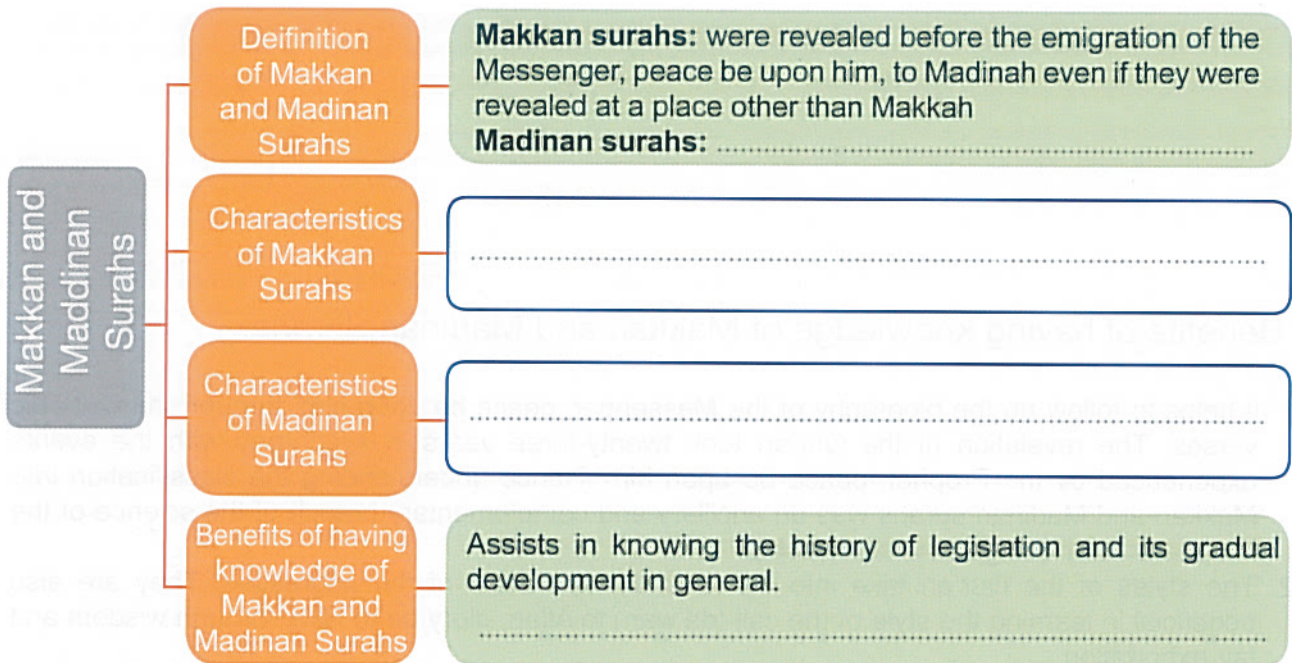 Makkan and
Maddinan
Surahs
Deifinition
of Makkan
and Madinan
Surahs
Makkan surahs: were revealed before the emigration of the
Messenger, peace be upon him, to Madinah even if they were
revealed at a place other than Makkah
Madinan surahs: ..........
Characteristics
of Makkan
Surahs
Characteristics
of Madinan
Surahs
Benefits of having
knowledge of
Makkan and
Madinan Surahs
Assists in knowing the history of legislation and its gradual
development in general.